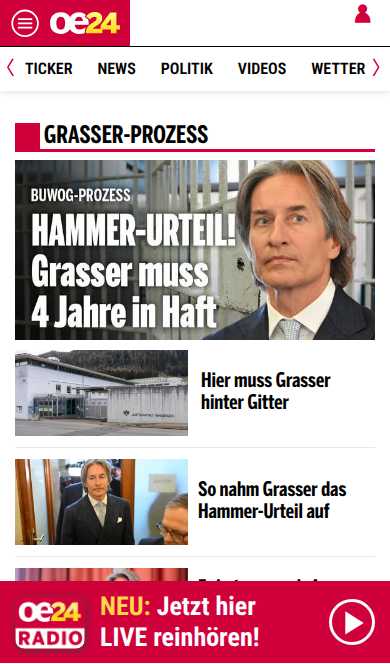 oe24
TICKER NEWS POLITIK VIDEOS WETTER
GRASSER-PROZESS
BUWOG-PROZESS
HAMMER-URTEIL!
Grasser muss
4 Jahre in Haft
Hier muss Grasser
hinter Gitter
So nahm Grasser das
Hammer-Urteil auf
oe24
RADIO
NEU: Jetzt hier
LIVE reinhören!